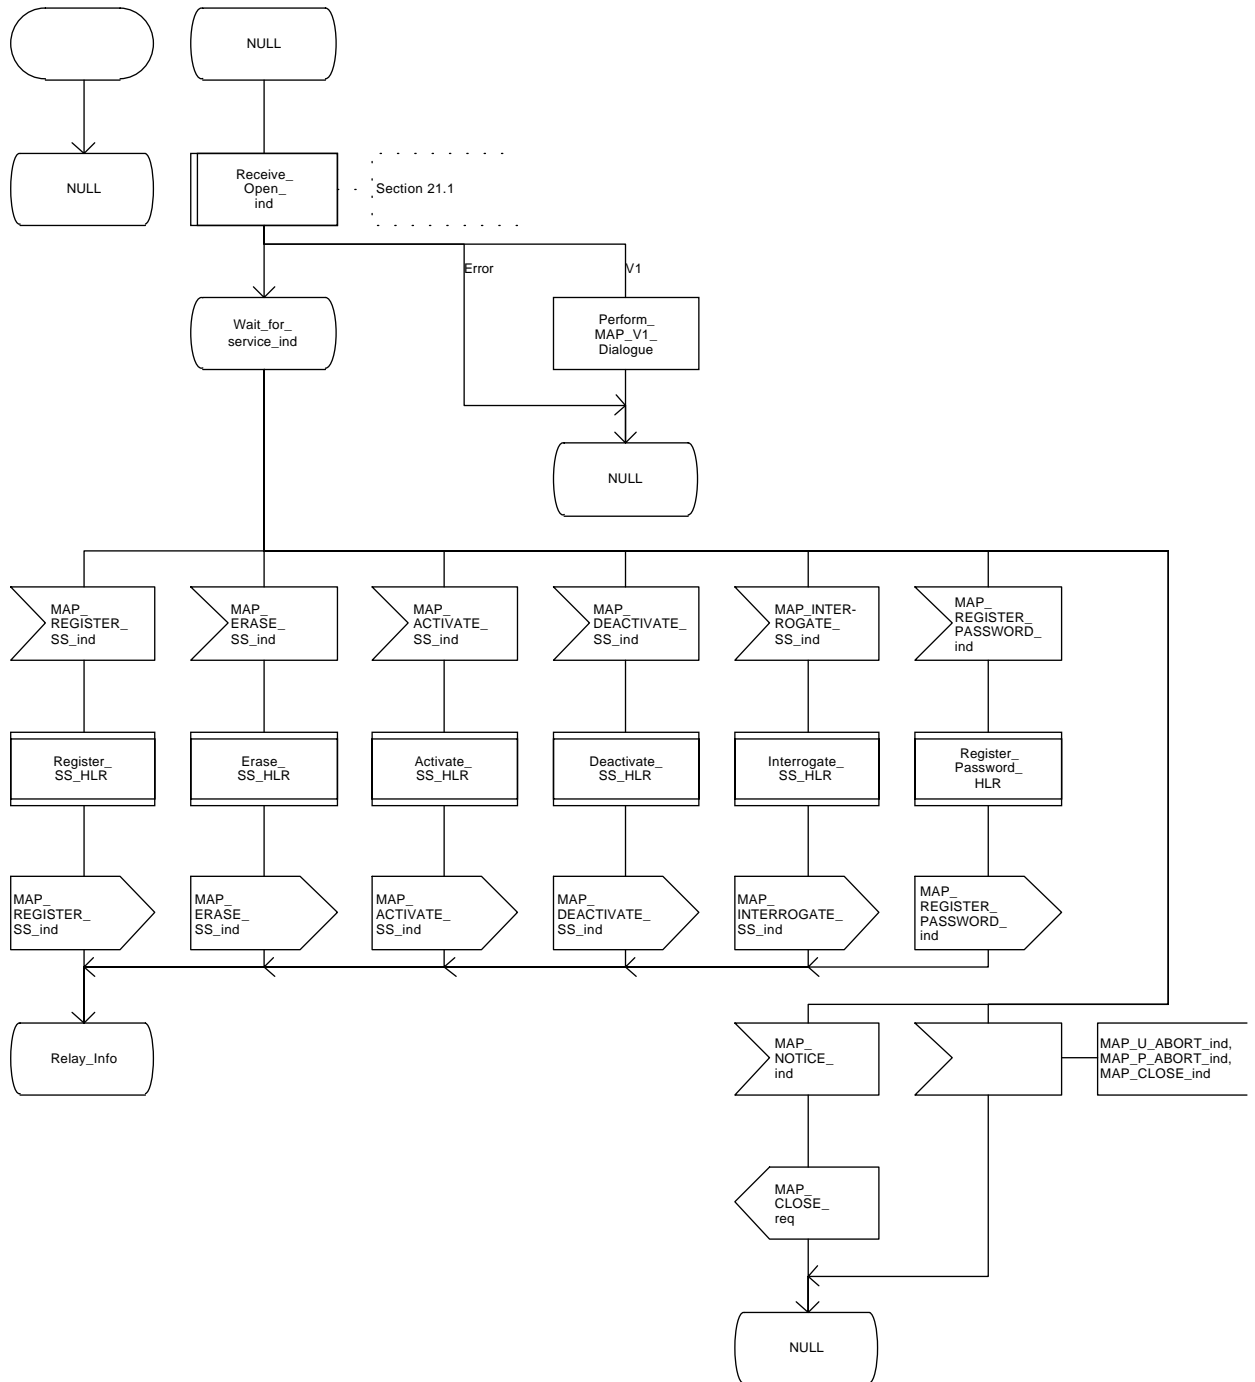 NULL
NULL
Receive_
Open_
ind
Section 21.1
Error
V1
Wait_for_
service_ind
Perform_
MAP_V1_
Dialogue
NULL
MAP_
REGISTER_
SS_ind
MAP_
ERASE_
SS_ind
MAP_
ACTIVATE_
SS_ind
MAP_
DEACTIVATE_
SS_ind
MAP_INTER-
ROGATE_
SS_ind
MAP_
REGISTER_
PASSWORD_
ind
Register_
SS_HLR
Erase_
SS_HLR
Activate_
SS_HLR
Deactivate_
SS_HLR
Interrogate_
SS_HLR
Register_
Password_
HLR
MAP_
REGISTER_
SS_ind
MAP_
ERASE_
SS_ind
MAP_
ACTIVATE_
SS_ind
MAP_
DEACTIVATE_
SS_ind
MAP_
INTERROGATE_
SS_ind
MAP_
REGISTER_
PASSWORD_
ind
Relay_Info
MAP_
NOTICE_
ind
MAP_U_ABORT_ind,
MAP_P_ABORT_ind,
MAP_CLOSE_ind
MAP_
CLOSE_
req
NULL